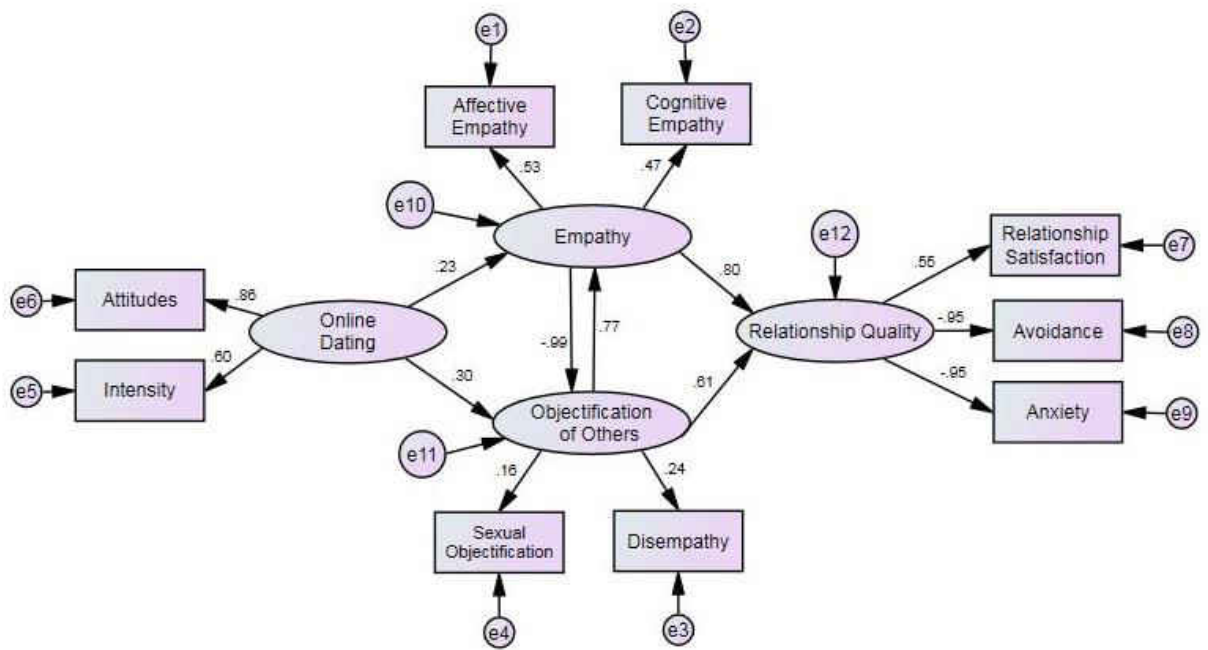 e1
e2
Affective
Empathy
Cognitive
Empathy
.53
.47
e10
Empathy
e12
Relationship
Satisfaction
e7
.23
.80
.55
e6
Attitudes
.86
Online
Dating
-.99
.77
Relationship Quality
-.95
Avoidance
e8
e5
Intensity
.60
.30
.61
-.95
Anxiety
e9
Objectification
of Others
e11
.16
.24
Sexual
Objectification
Disempathy
e4
e3